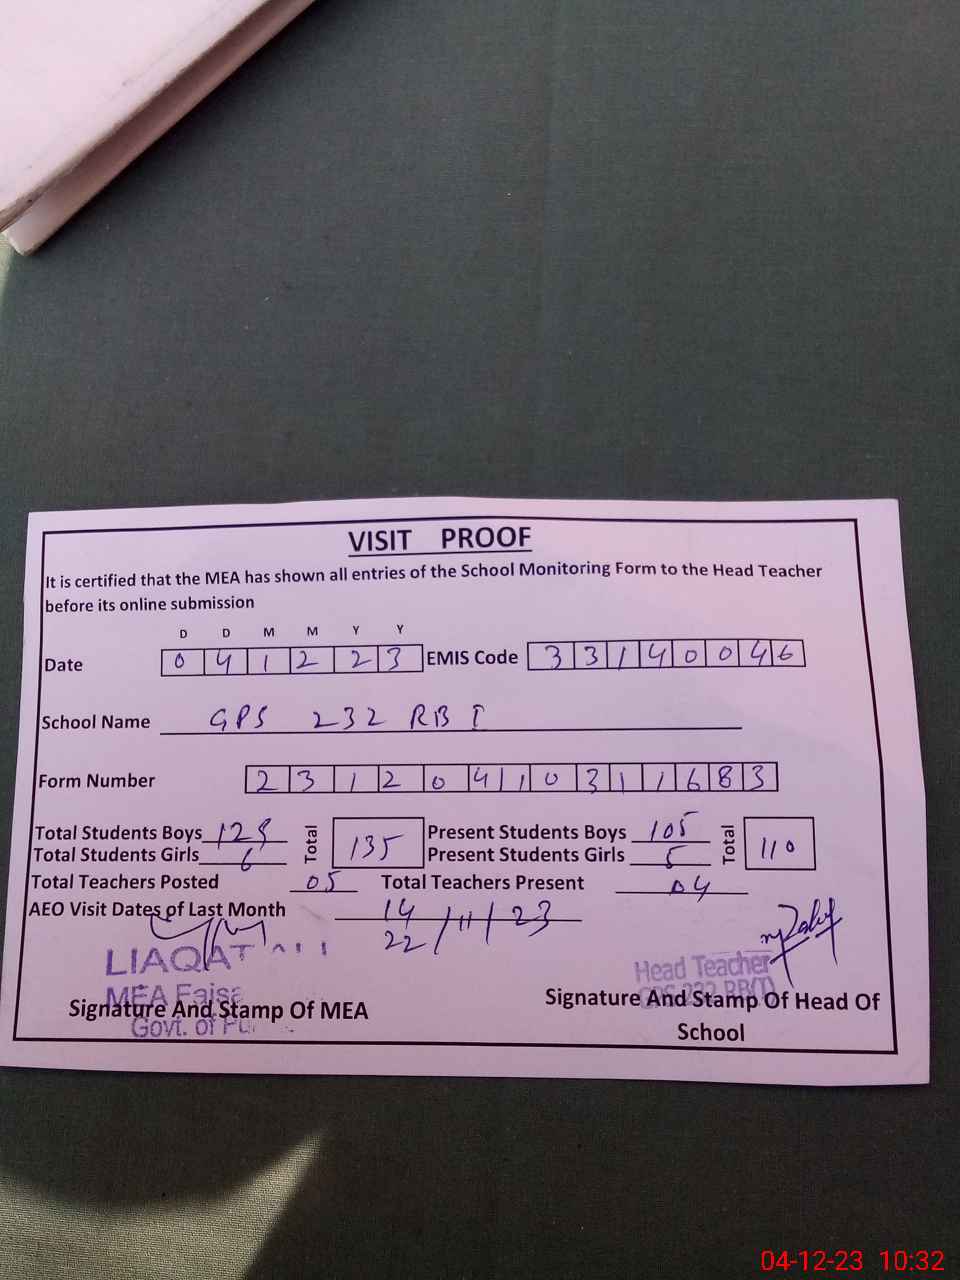 VISIT PROOF
It is certified that the MEA has shown all entries of the School Monitoring Form to the Head Teacher
before its online submission
D D M M Y Y
Date 0 4 1 2 2 3 EMIS Code 3 3 1 4 0 0 4 6
School Name GPS 232 RB I
Form Number 2 3 1 2 0 4 1 0 3 1 1 6 8 3
Total Students Boys 129 Total 135 Present Students Boys 105 Total 110
Total Students Girls 6 Present Students Girls 5
Total Teachers Posted 05 Total Teachers Present 04
AEO Visit Dates of Last Month 14
22 /11/23
LIAQAT
MEA
Govt. of
Signature And Stamp Of MEA
Head Teacher
GPS 232 RB(I)
Signature And Stamp Of Head Of
School
04-12-23 10:32